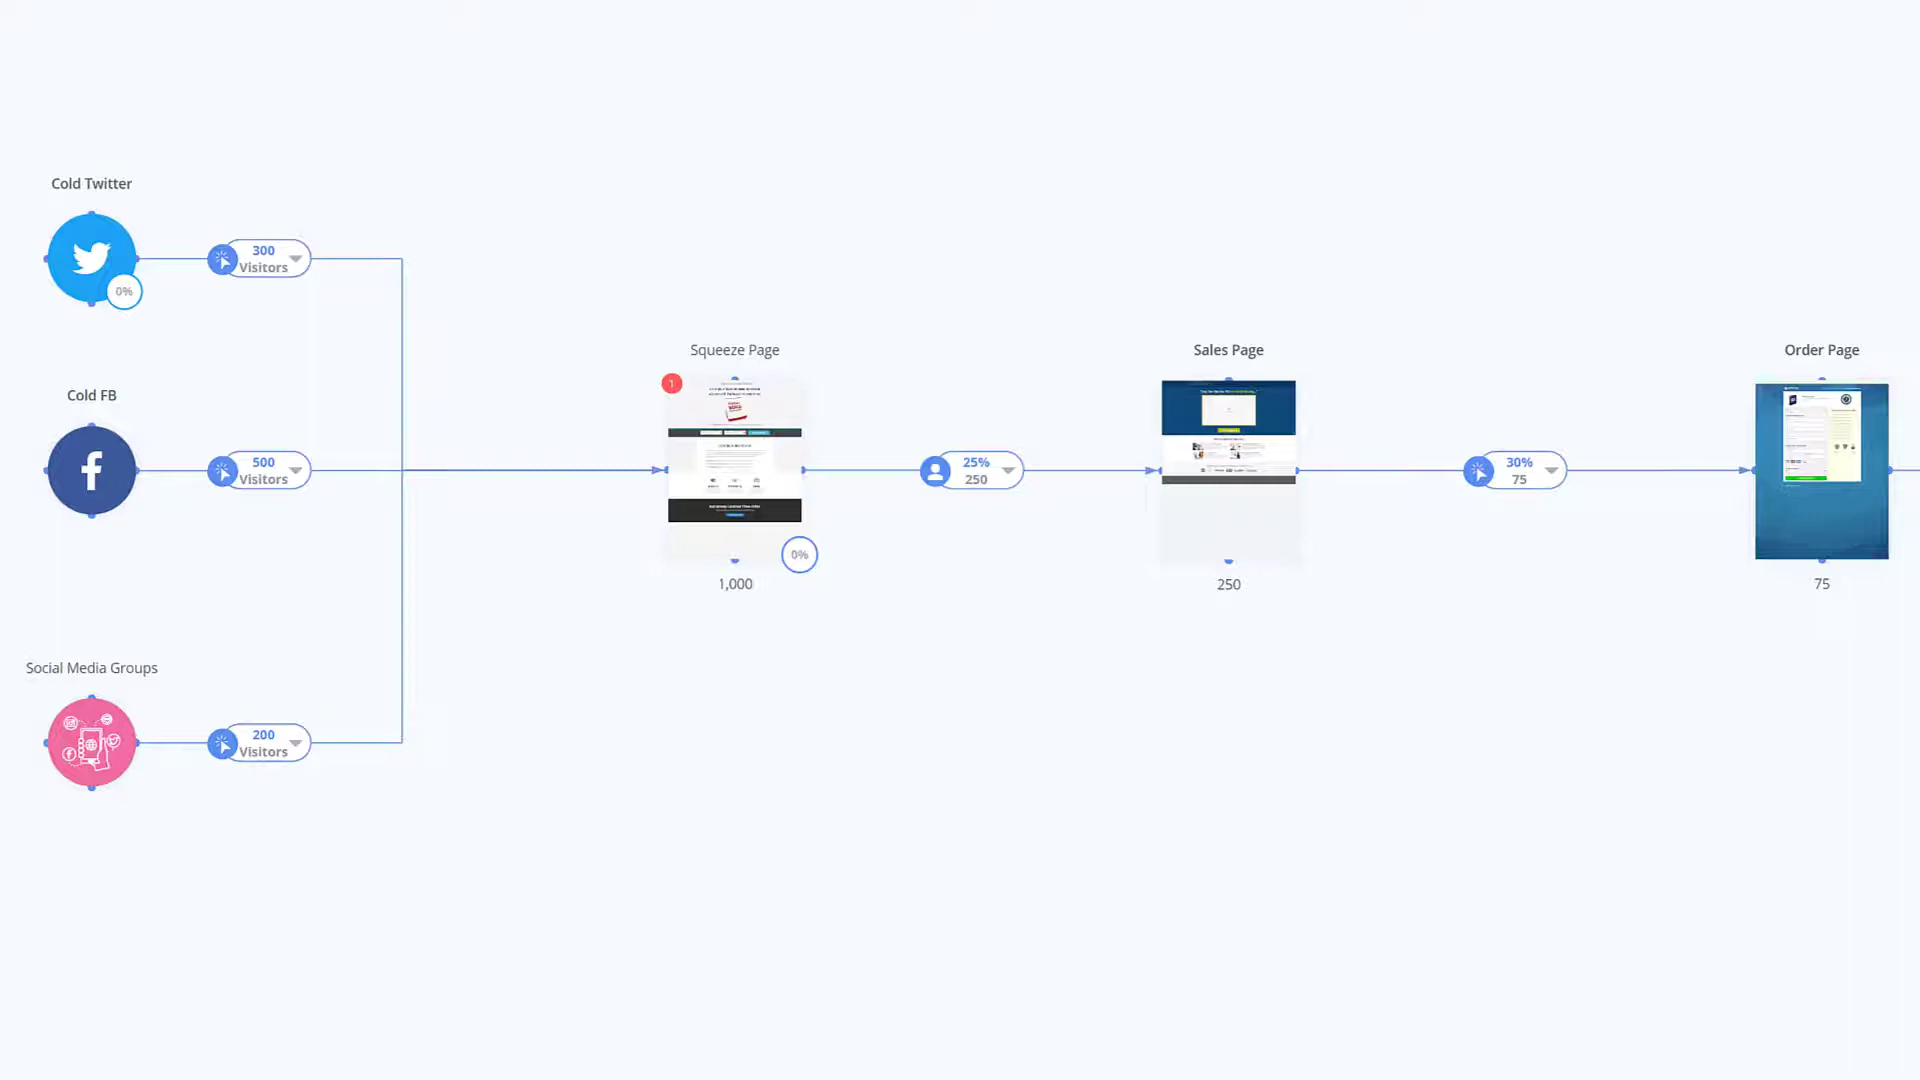 Cold Twitter
300
Visitors
0%
Cold FB
500
Visitors
Social Media Groups
200
Visitors
Squeeze Page
1
0%
1,000
25%
250
Sales Page
250
30%
75
Order Page
75